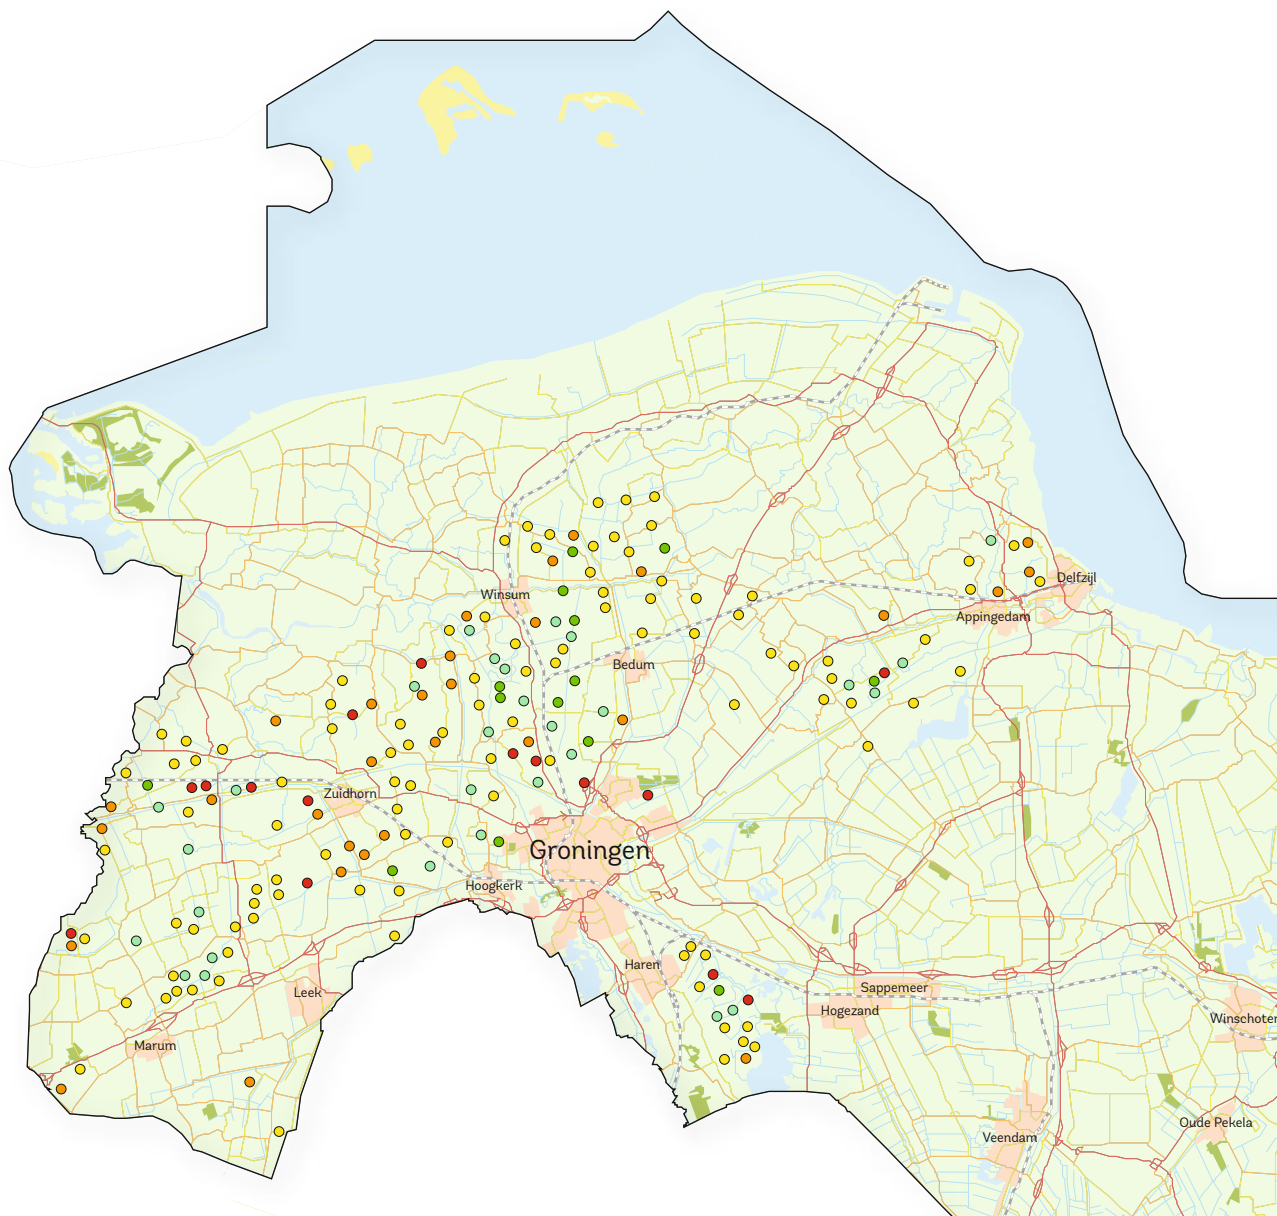 Delfzijl
Winsum
Appingedam
Bedum
Zuidhorn
Groningen
Hoogkerk
Haren
Leek
Sappemeer
Hogezand
Winschoten
Marum
Oude Pekela
Veendam